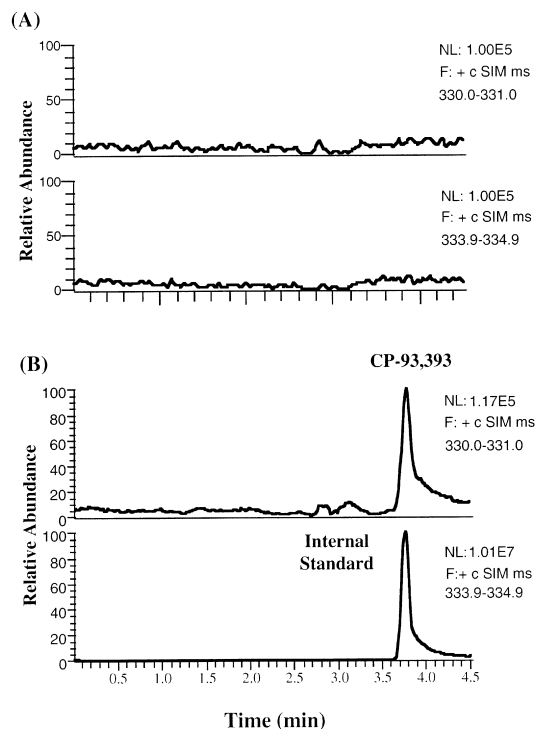 (A)
Relative Abundance
100
50
0
NL: 1.00E5
F: + c SIM ms
330.0-331.0
100
50
0
NL: 1.00E5
F: + c SIM ms
333.9-334.9
(B)
CP-93,393
Relative Abundance
100
80
60
40
20
0
NL: 1.17E5
F: + c SIM ms
330.0-331.0
100
80
60
40
20
0
Internal
Standard
NL: 1.01E7
F:+ c SIM ms
333.9-334.9
0.5 1.0 1.5 2.0 2.5 3.0 3.5 4.0 4.5
Time (min)